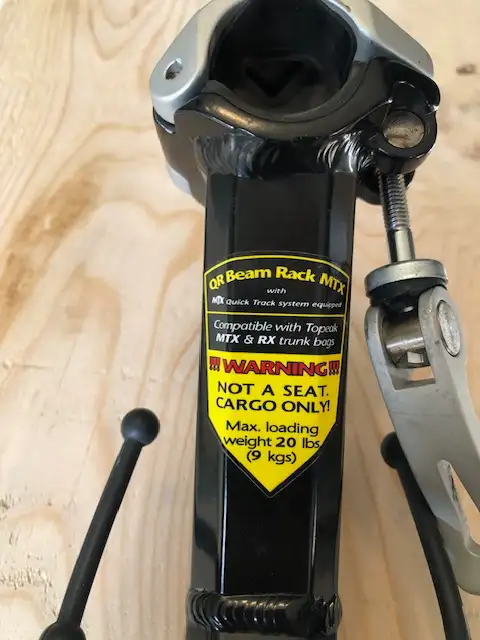 QR Beam Rack MTX
with
MTX Quick Track system equipped
Compatible with Topeak
MTX & RX trunk bags
!!! WARNING !!!
NOT A SEAT.
CARGO ONLY!
Max. loading
weight 20 lbs.
(9 kgs)